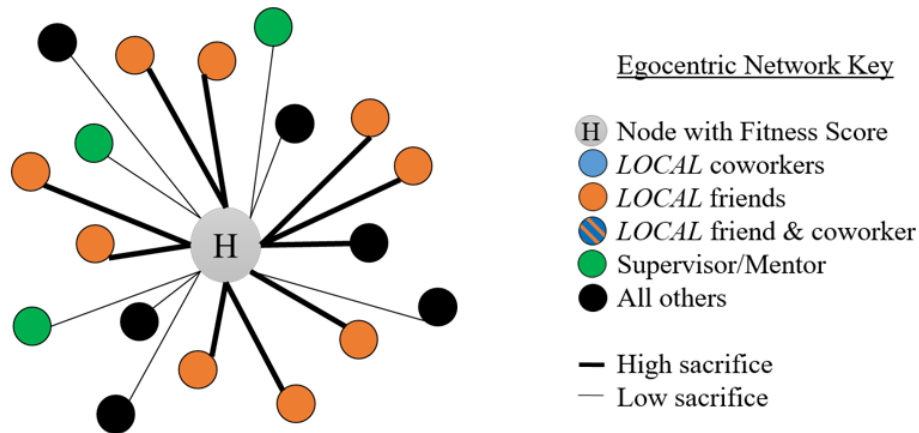 H
Egocentric Network Key
H Node with Fitness Score
LOCAL coworkers
LOCAL friends
LOCAL friend & coworker
Supervisor/Mentor
All others
High sacrifice
Low sacrifice